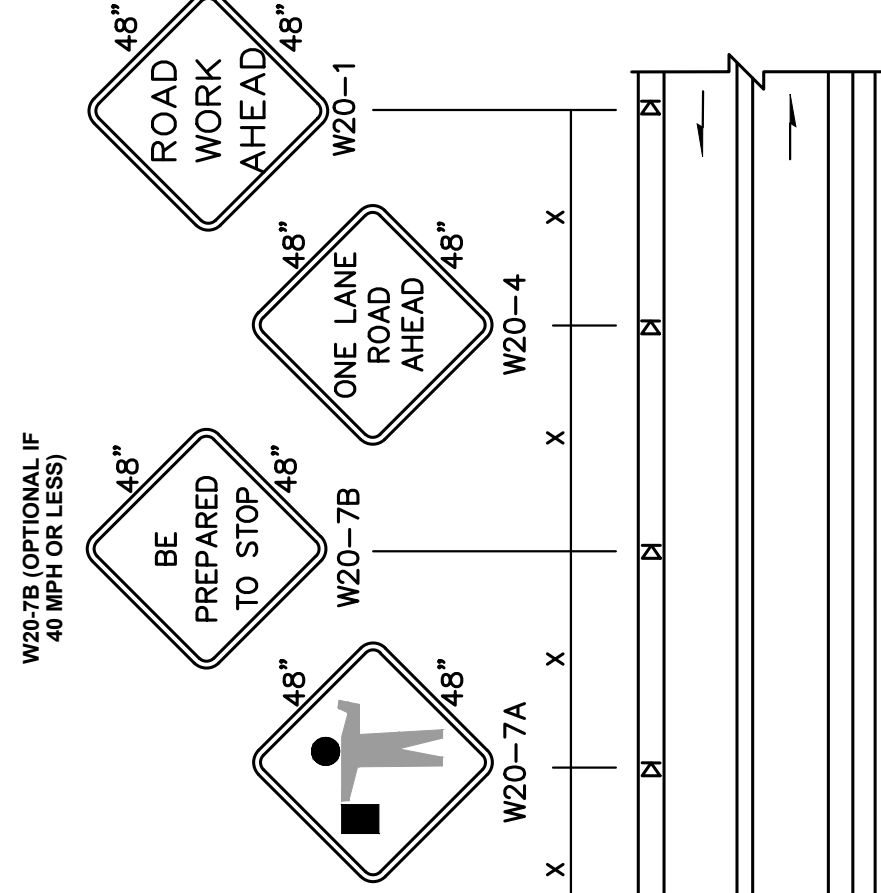 48”
48”
ROAD
WORK
AHEAD
W20-1
48”
48”
ONE LANE
ROAD
AHEAD
W20-4
W20-7B (OPTIONAL IF
40 MPH OR LESS)
48”
48”
BE
PREPARED
TO STOP
W20-7B
48”
48”
W20-7A
X
X
X
X